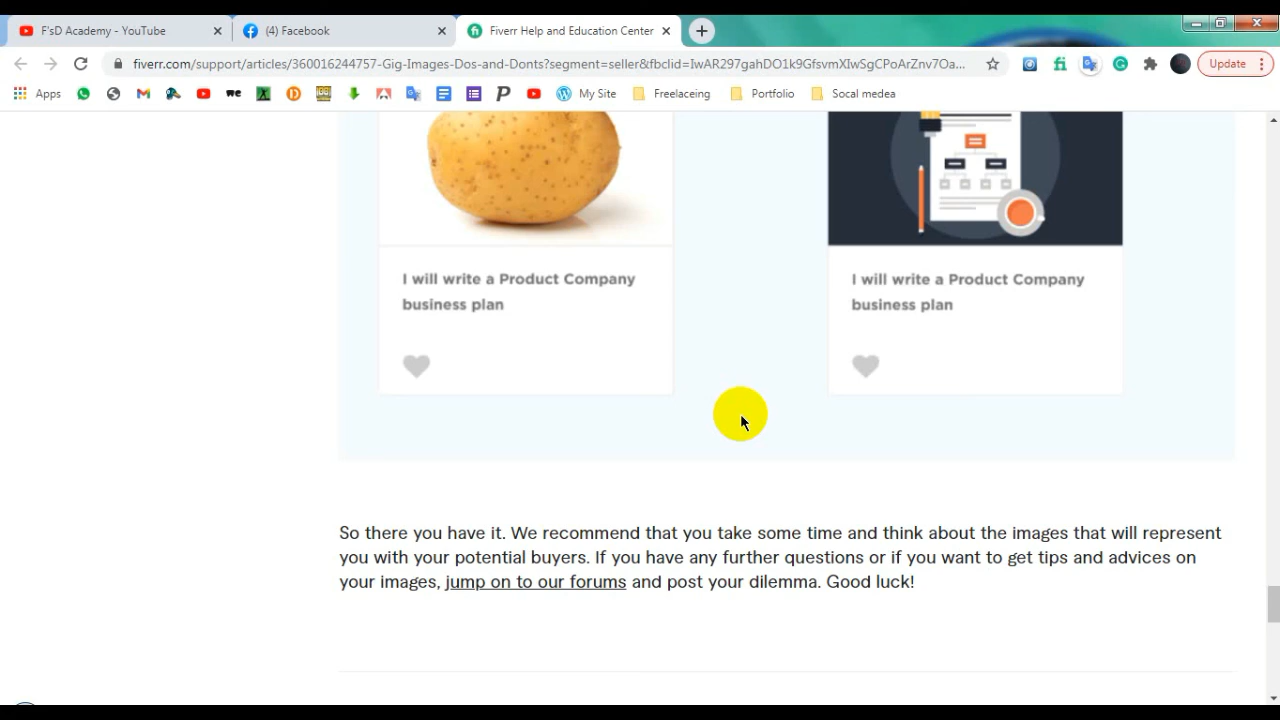 F'sD Academy - YouTube
(4) Facebook
Fiverr Help and Education Center
fiverr.com/support/articles/360016244757-Gig-Images-Dos-and-Donts?segment=seller&fbclid=IwAR297gahDO1k9GfsvmXIwSgCPoArZnv7Oa...
Update
Apps
My Site
Freelaceing
Portfolio
Socal medea
I will write a Product Company
business plan
I will write a Product Company
business plan
So there you have it. We recommend that you take some time and think about the images that will represent
you with your potential buyers. If you have any further questions or if you want to get tips and advices on
your images, jump on to our forums and post your dilemma. Good luck!